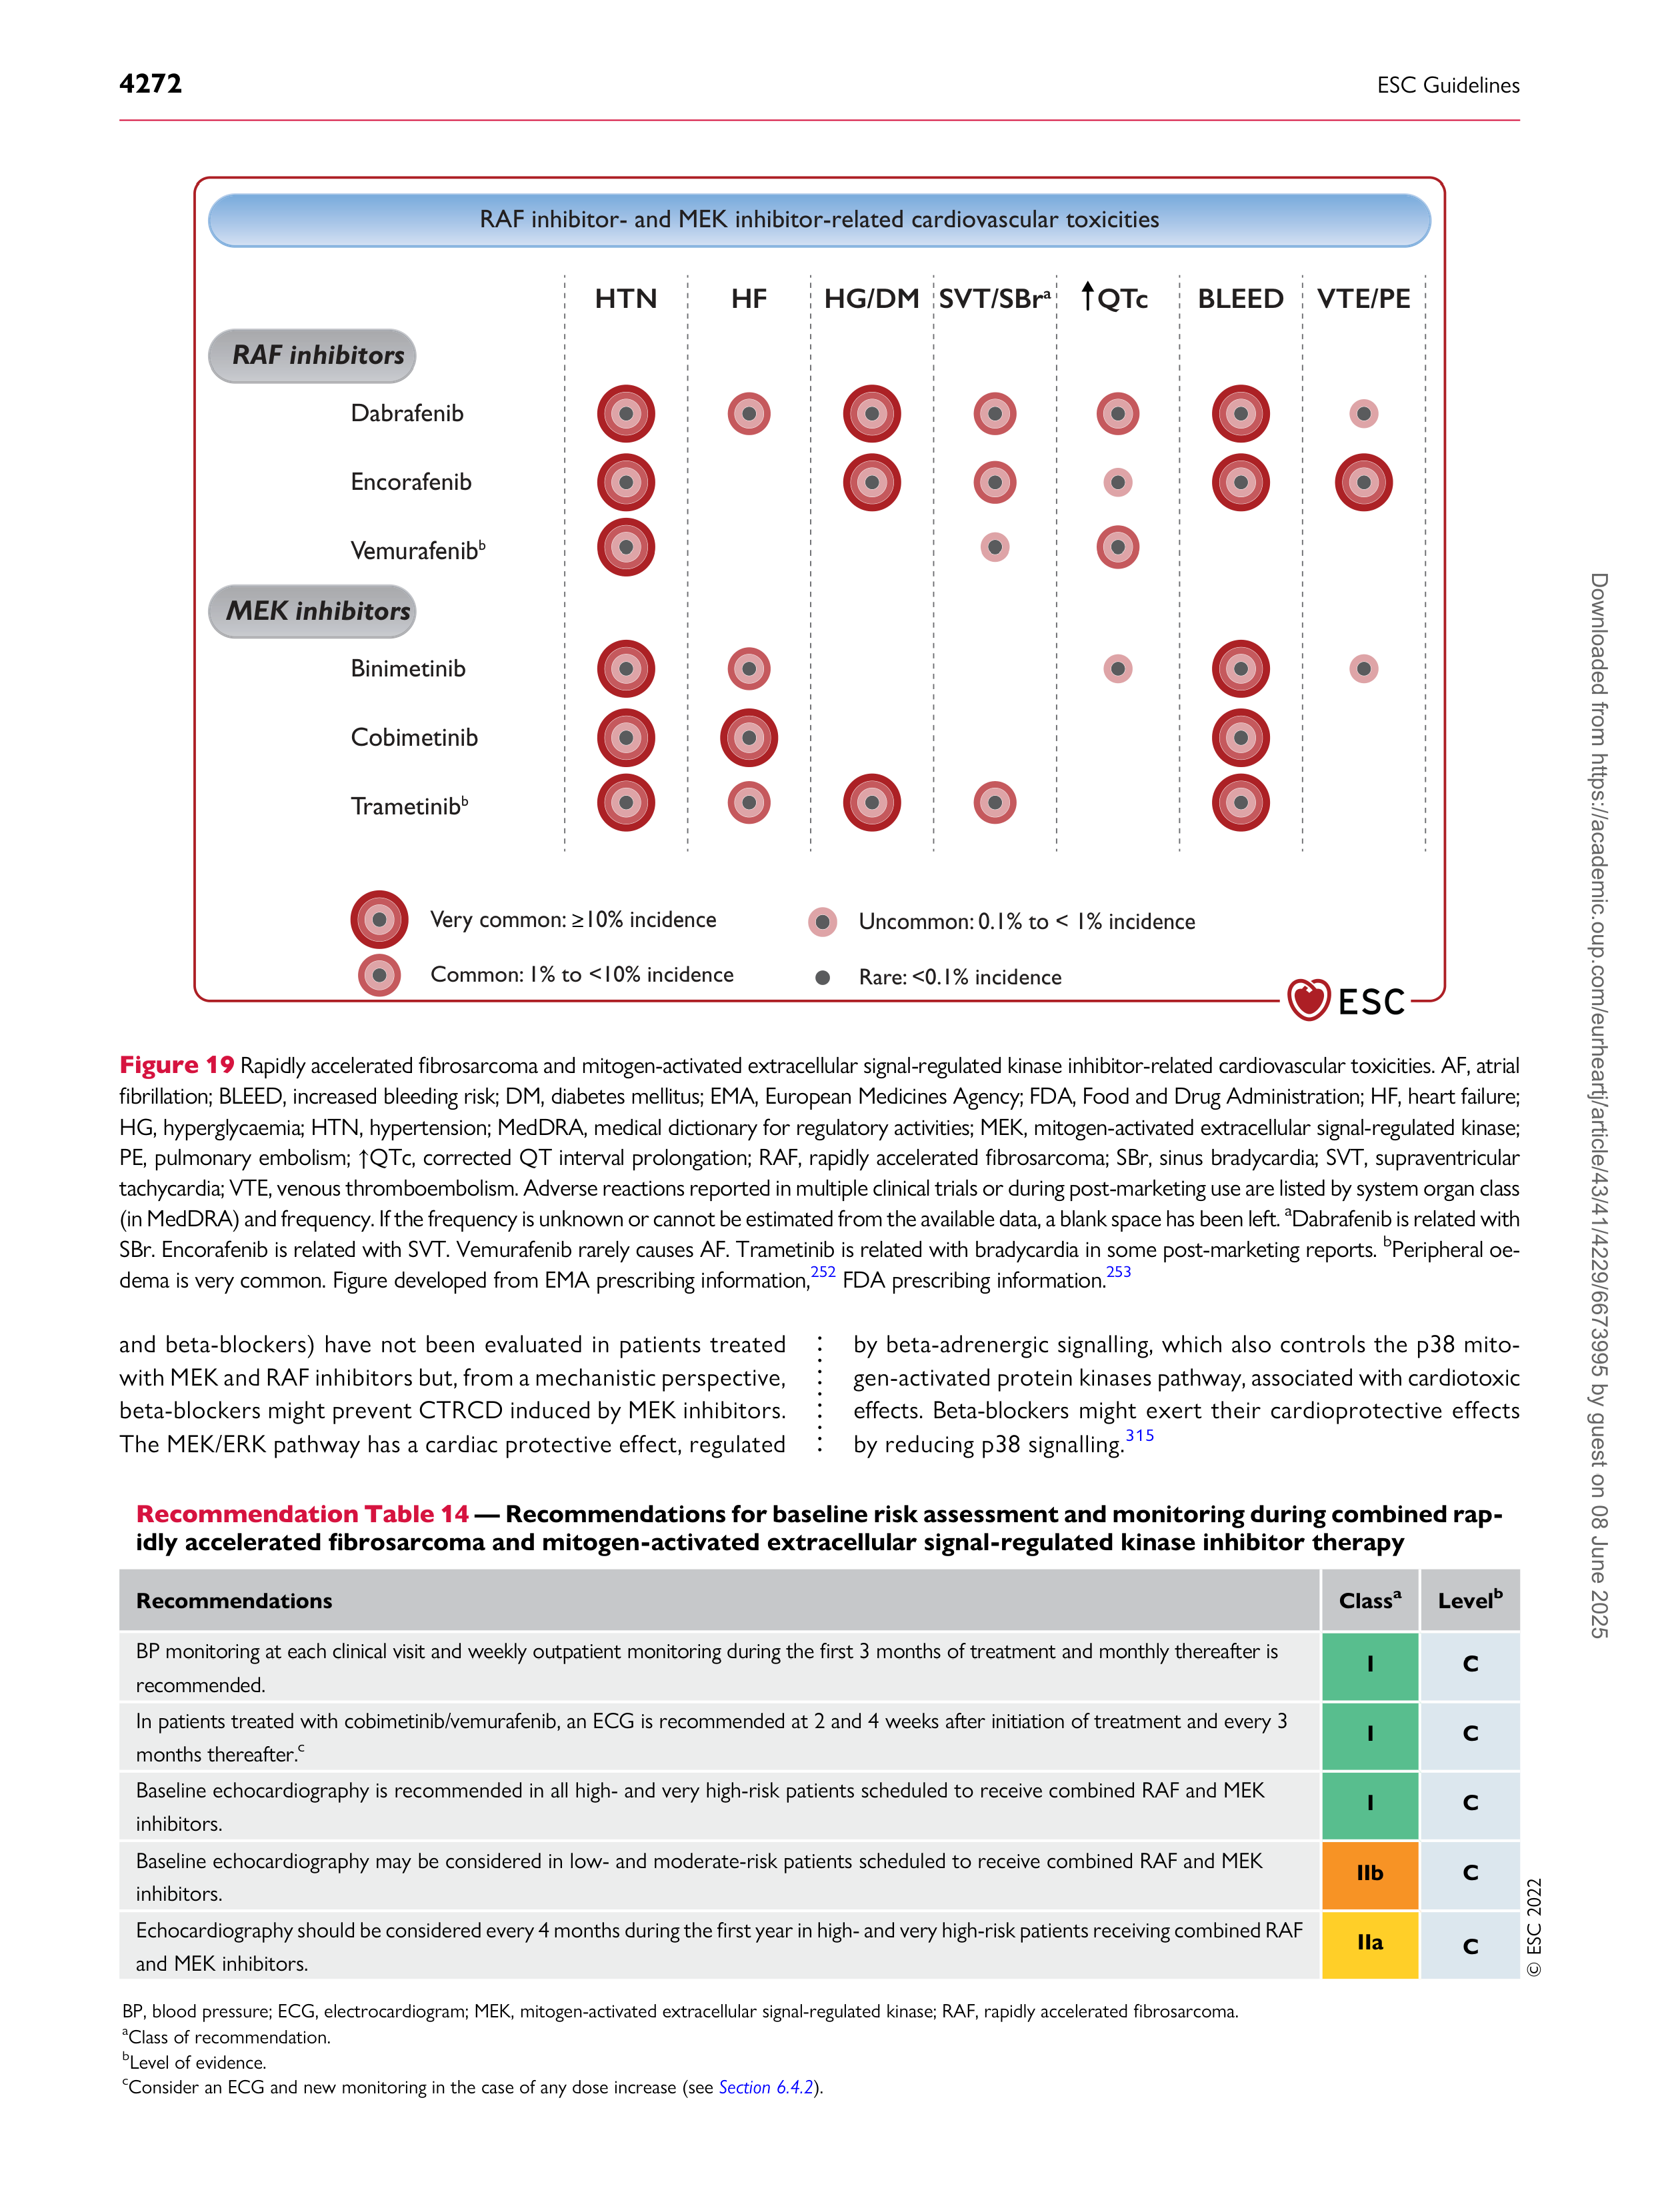 4272
ESC Guidelines
RAF inhibitor- and MEK inhibitor-related cardiovascular toxicities
HTN HF HG/DM SVT/SBrᵃ ↑QTc BLEED VTE/PE
RAF inhibitors
Dabrafenib
Encorafenib
Vemurafenibᵇ
MEK inhibitors
Binimetinib
Cobimetinib
Trametinibᵇ
Very common: ≥10% incidence
Uncommon: 0.1% to < 1% incidence
Common: 1% to <10% incidence
Rare: <0.1% incidence
ESC
Figure 19 Rapidly accelerated fibrosarcoma and mitogen-activated extracellular signal-regulated kinase inhibitor-related cardiovascular toxicities. AF, atrial
fibrillation; BLEED, increased bleeding risk; DM, diabetes mellitus; EMA, European Medicines Agency; FDA, Food and Drug Administration; HF, heart failure;
HG, hyperglycaemia; HTN, hypertension; MedDRA, medical dictionary for regulatory activities; MEK, mitogen-activated extracellular signal-regulated kinase;
PE, pulmonary embolism; ↑QTc, corrected QT interval prolongation; RAF, rapidly accelerated fibrosarcoma; SBr, sinus bradycardia; SVT, supraventricular
tachycardia; VTE, venous thromboembolism. Adverse reactions reported in multiple clinical trials or during post-marketing use are listed by system organ class
(in MedDRA) and frequency. If the frequency is unknown or cannot be estimated from the available data, a blank space has been left. ᵃDabrafenib is related with
SBr. Encorafenib is related with SVT. Vemurafenib rarely causes AF. Trametinib is related with bradycardia in some post-marketing reports. ᵇPeripheral oe-
dema is very common. Figure developed from EMA prescribing information,²⁵² FDA prescribing information.²⁵³
and beta-blockers) have not been evaluated in patients treated
with MEK and RAF inhibitors but, from a mechanistic perspective,
beta-blockers might prevent CTRCD induced by MEK inhibitors.
The MEK/ERK pathway has a cardiac protective effect, regulated
by beta-adrenergic signalling, which also controls the p38 mito-
gen-activated protein kinases pathway, associated with cardiotoxic
effects. Beta-blockers might exert their cardioprotective effects
by reducing p38 signalling.³¹⁵
Recommendation Table 14 — Recommendations for baseline risk assessment and monitoring during combined rap-
idly accelerated fibrosarcoma and mitogen-activated extracellular signal-regulated kinase inhibitor therapy
Recommendations Classᵃ Levelᵇ
BP monitoring at each clinical visit and weekly outpatient monitoring during the first 3 months of treatment and monthly thereafter is
recommended.
I C
In patients treated with cobimetinib/vemurafenib, an ECG is recommended at 2 and 4 weeks after initiation of treatment and every 3
months thereafter.ᶜ
I C
Baseline echocardiography is recommended in all high- and very high-risk patients scheduled to receive combined RAF and MEK
inhibitors.
I C
Baseline echocardiography may be considered in low- and moderate-risk patients scheduled to receive combined RAF and MEK
inhibitors.
IIb C
Echocardiography should be considered every 4 months during the first year in high- and very high-risk patients receiving combined RAF
and MEK inhibitors.
IIa C
© ESC 2022
BP, blood pressure; ECG, electrocardiogram; MEK, mitogen-activated extracellular signal-regulated kinase; RAF, rapidly accelerated fibrosarcoma.
ᵃClass of recommendation.
ᵇLevel of evidence.
ᶜConsider an ECG and new monitoring in the case of any dose increase (see Section 6.4.2).
Downloaded from https://academic.oup.com/eurheartj/article/43/41/4229/6673995 by guest on 08 June 2025